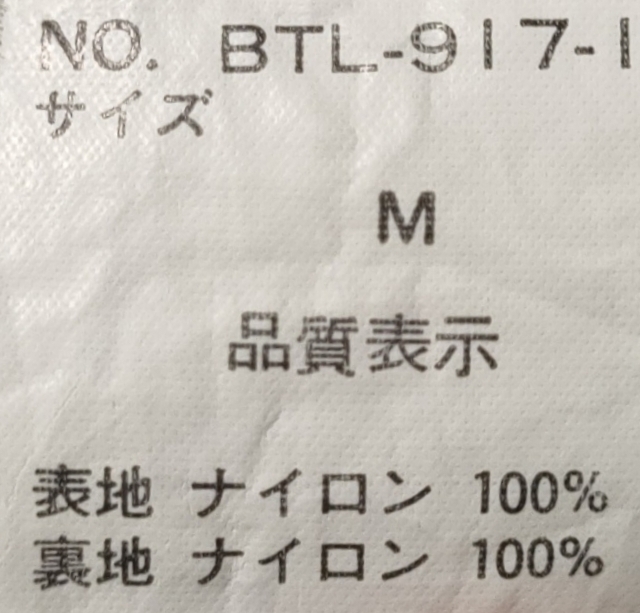 NO. BTL-917-1
サイズ
M
品質表示
表地 ナイロン 100%
裏地 ナイロン 100%